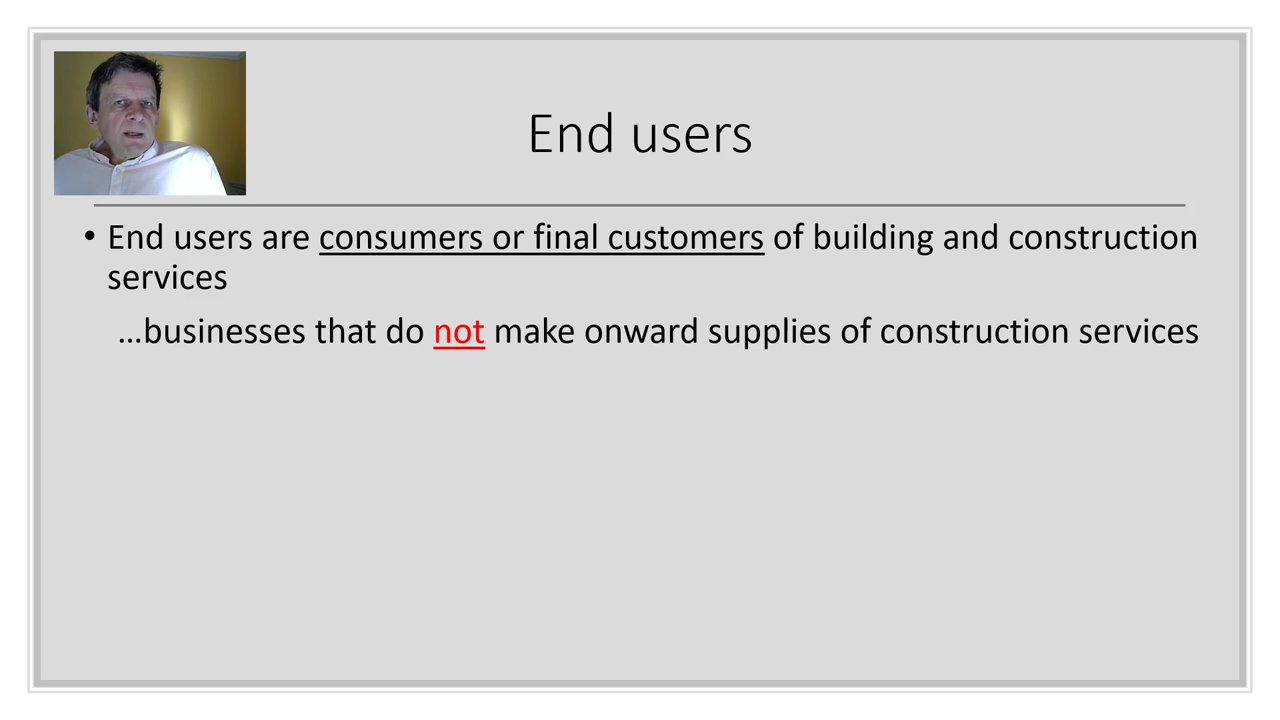 End users
• End users are consumers or final customers of building and construction
services
…businesses that do not make onward supplies of construction services